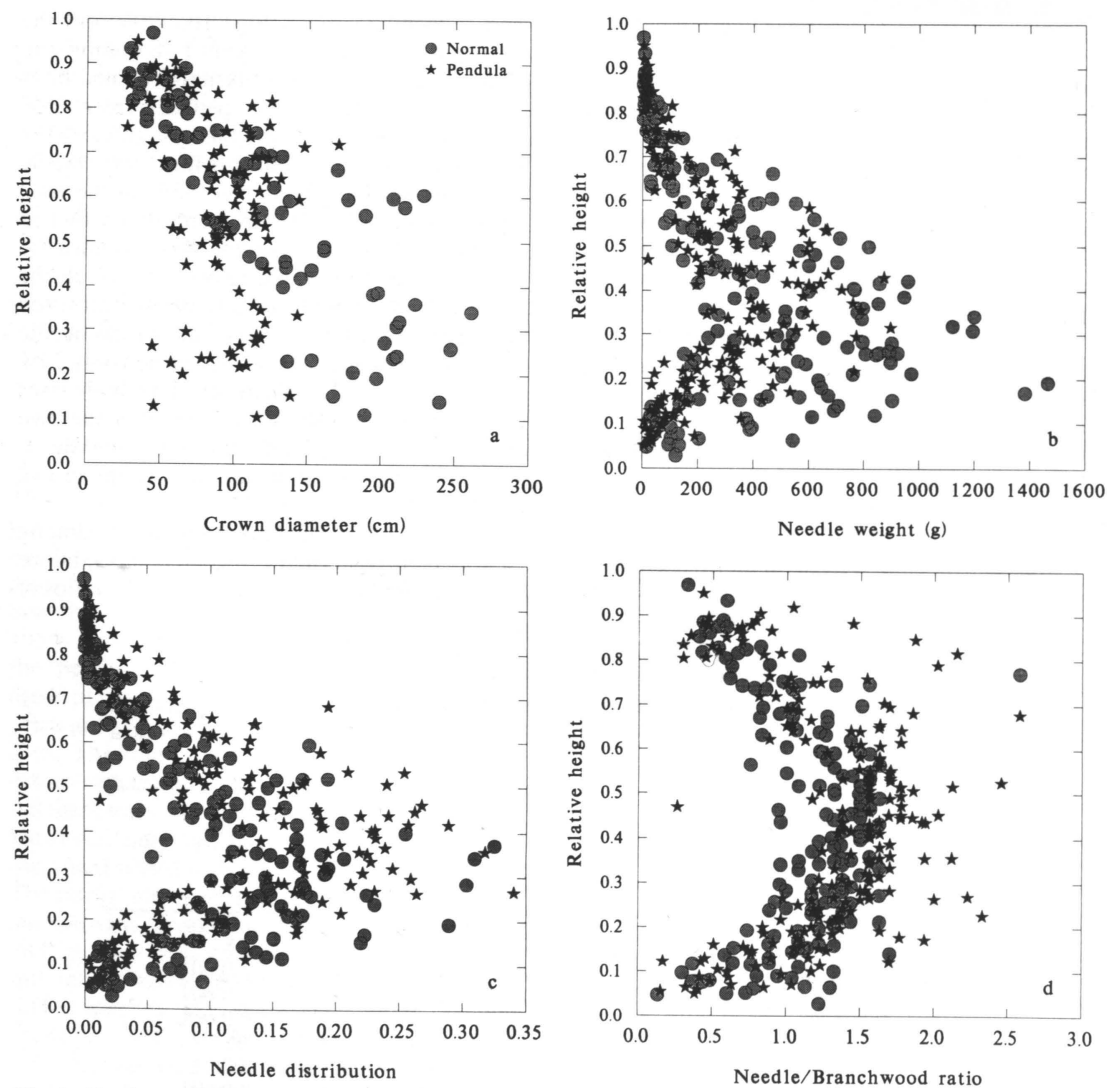 1.0
0.9
0.8
0.7
0.6
0.5
0.4
0.3
0.2
0.1
0.0
Relative height
Normal
Pendula
a
0 50 100 150 200 250 300
Crown diameter (cm)
1.0
0.9
0.8
0.7
0.6
0.5
0.4
0.3
0.2
0.1
0.0
Relative height
b
0 200 400 600 800 1000 1200 1400 1600
Needle weight (g)
1.0
0.9
0.8
0.7
0.6
0.5
0.4
0.3
0.2
0.1
0.0
Relative height
c
0.00 0.05 0.10 0.15 0.20 0.25 0.30 0.35
Needle distribution
1.0
0.9
0.8
0.7
0.6
0.5
0.4
0.3
0.2
0.1
0.0
Relative height
d
0.0 0.5 1.0 1.5 2.0 2.5 3.0
Needle/Branchwood ratio